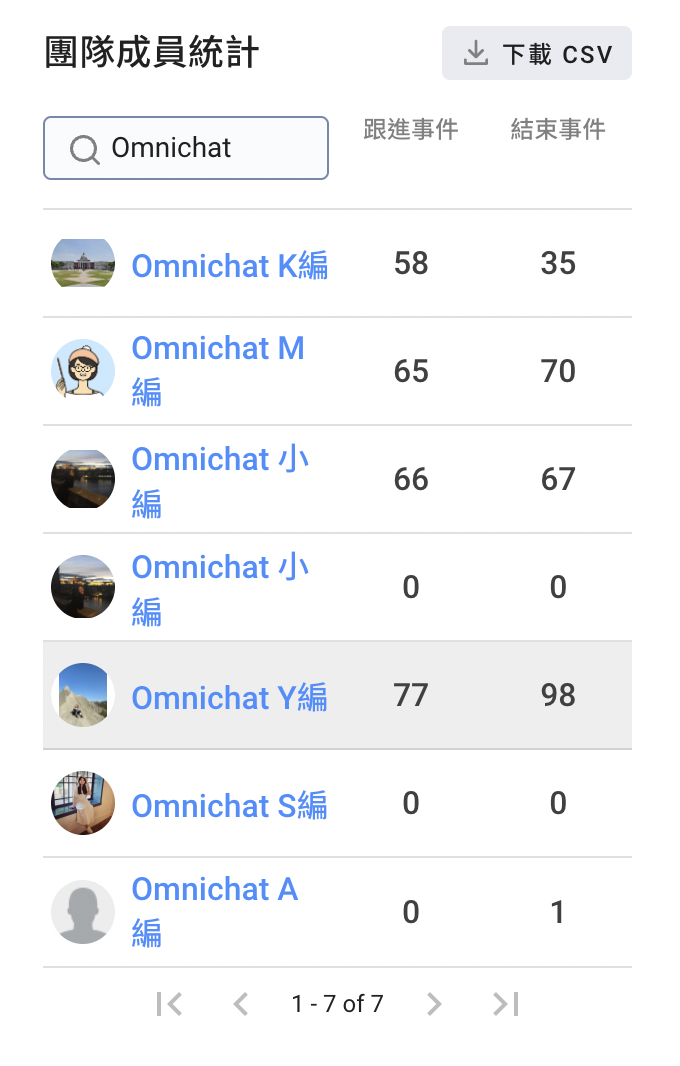 團隊成員統計
下載 CSV
Omnichat
跟進事件
結束事件
Omnichat K編
58
35
Omnichat M
編
65
70
Omnichat 小
編
66
67
Omnichat 小
編
0
0
Omnichat Y編
77
98
Omnichat S編
0
0
Omnichat A
編
0
1
1 - 7 of 7